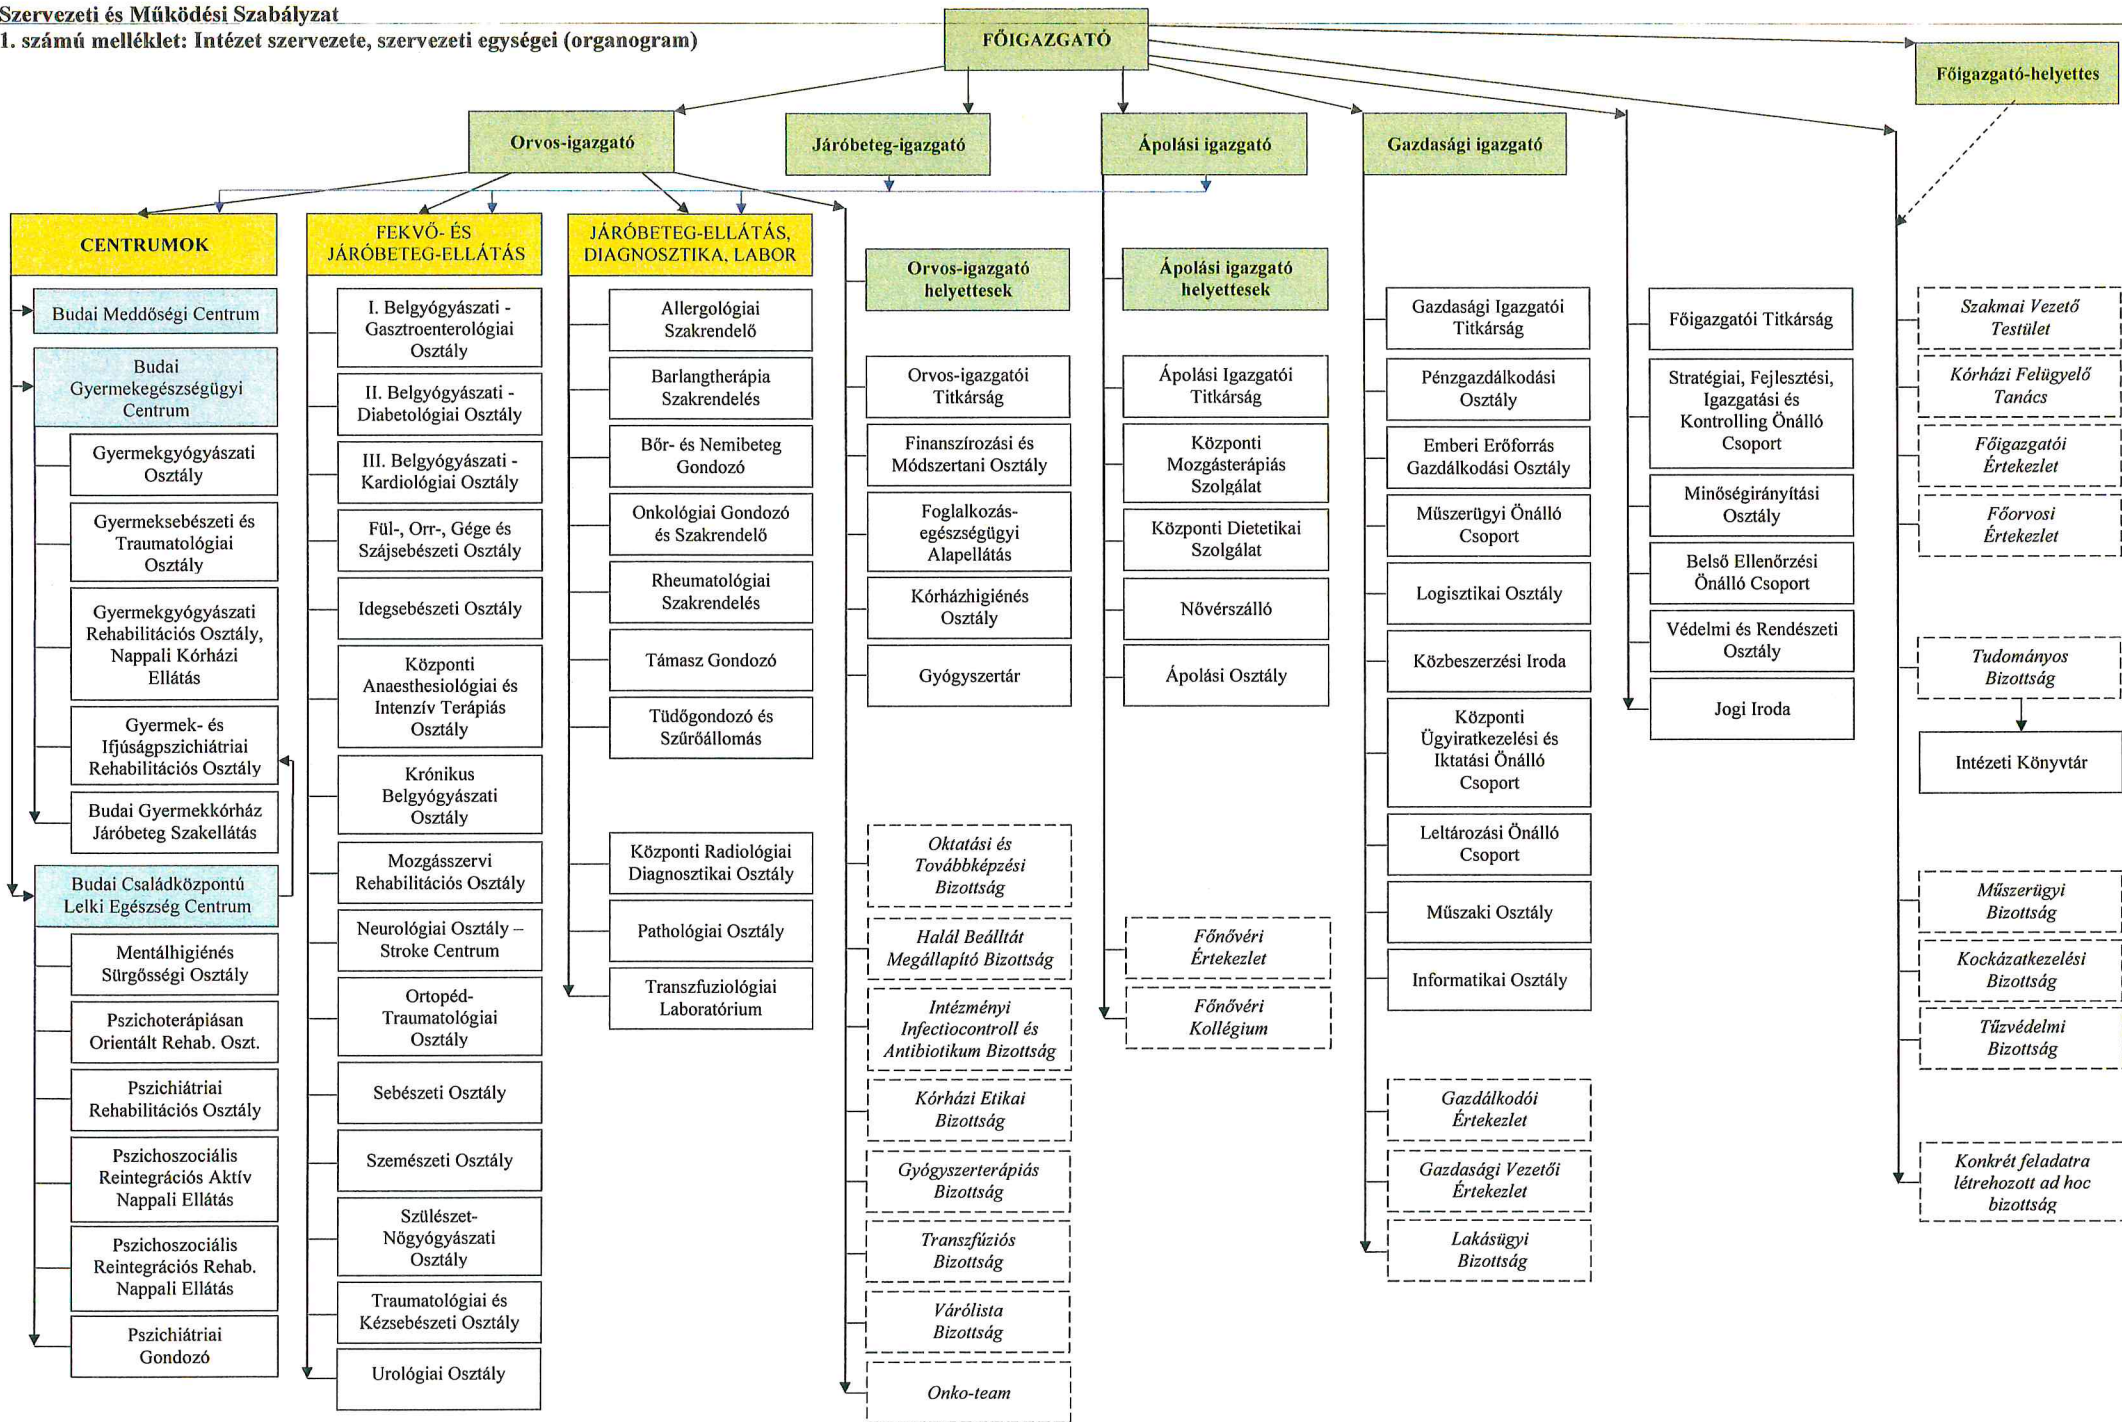 Szervezeti és Működési Szabályzat
1. számú melléklet: Intézet szervezete, szervezeti egységei (organogram)
FŐIGAZGATÓ
Főigazgató-helyettes
Orvos-igazgató
Járóbeteg-igazgató
Ápolási igazgató
Gazdasági igazgató
CENTRUMOK
Budai Meddőségi Centrum
Budai
Gyermekegészségügyi
Centrum
Gyermekgyógyászati
Osztály
Gyermeksebészeti és
Traumatológiai
Osztály
Gyermekgyógyászati
Rehabilitációs Osztály,
Nappali Kórházi
Ellátás
Gyermek- és
Ifjúságpszichiátriai
Rehabilitációs Osztály
Budai Gyermekkórház
Járóbeteg Szakellátás
Budai Családközpontú
Lelki Egészség Centrum
Mentálhigiénés
Sürgősségi Osztály
Pszichoterápiásan
Orientált Rehab. Oszt.
Pszichiátriai
Rehabilitációs Osztály
Pszichoszociális
Reintegrációs Aktív
Nappali Ellátás
Pszichoszociális
Reintegrációs Rehab.
Nappali Ellátás
Pszichiátriai
Gondozó
FEKVŐ- ÉS
JÁRÓBETEG-ELLÁTÁS
I. Belgyógyászati -
Gasztroenterológiai
Osztály
II. Belgyógyászati -
Diabetológiai Osztály
III. Belgyógyászati -
Kardiológiai Osztály
Fül-, Orr-, Gége és
Szájsebészeti Osztály
Idegsebészeti Osztály
Központi
Anaesthesiológiai és
Intenzív Terápiás
Osztály
Krónikus
Belgyógyászati
Osztály
Mozgásszervi
Rehabilitációs Osztály
Neurológiai Osztály –
Stroke Centrum
Ortopéd-
Traumatológiai
Osztály
Sebészeti Osztály
Szemészeti Osztály
Szülészet-
Nőgyógyászati
Osztály
Traumatológiai és
Kézsebészeti Osztály
Urológiai Osztály
JÁRÓBETEG-ELLÁTÁS,
DIAGNOSZTIKA, LABOR
Allergológiai
Szakrendelő
Barlangtherápia
Szakrendelés
Bőr- és Nemibeteg
Gondozó
Onkológiai Gondozó
és Szakrendelő
Rheumatológiai
Szakrendelés
Támasz Gondozó
Tüdőgondozó és
Szűrőállomás
Központi Radiológiai
Diagnosztikai Osztály
Pathológiai Osztály
Transzfuziológiai
Laboratórium
Orvos-igazgató
helyettesek
Orvos-igazgatói
Titkárság
Finanszírozási és
Módszertani Osztály
Foglalkozás-
egészségügyi
Alapellátás
Kórházhigiénés
Osztály
Gyógyszertár
Oktatási és
Továbbképzési
Bizottság
Halál Beálltát
Megállapító Bizottság
Intézményi
Infectiocontroll és
Antibiotikum Bizottság
Kórházi Etikai
Bizottság
Gyógyszerterápiás
Bizottság
Transzfúziós
Bizottság
Várólista
Bizottság
Onko-team
Ápolási igazgató
helyettesek
Ápolási Igazgatói
Titkárság
Központi
Mozgásterápiás
Szolgálat
Központi Dietetikai
Szolgálat
Nővérszálló
Ápolási Osztály
Főnővéri
Értekezlet
Főnővéri
Kollégium
Gazdasági Igazgatói
Titkárság
Pénzgazdálkodási
Osztály
Emberi Erőforrás
Gazdálkodási Osztály
Műszerügyi Önálló
Csoport
Logisztikai Osztály
Közbeszerzési Iroda
Központi
Ügyiratkezelési és
Iktatási Önálló
Csoport
Leltározási Önálló
Csoport
Műszaki Osztály
Informatikai Osztály
Gazdálkodói
Értekezlet
Gazdasági Vezetői
Értekezlet
Lakásügyi
Bizottság
Főigazgatói Titkárság
Stratégiai, Fejlesztési,
Igazgatási és
Kontrolling Önálló
Csoport
Minőségirányítási
Osztály
Belső Ellenőrzési
Önálló Csoport
Védelmi és Rendészeti
Osztály
Jogi Iroda
Szakmai Vezető
Testület
Kórházi Felügyelő
Tanács
Főigazgatói
Értekezlet
Főorvosi
Értekezlet
Tudományos
Bizottság
Intézeti Könyvtár
Műszerügyi
Bizottság
Kockázatkezelési
Bizottság
Tűzvédelmi
Bizottság
Konkrét feladatra
létrehozott ad hoc
bizottság